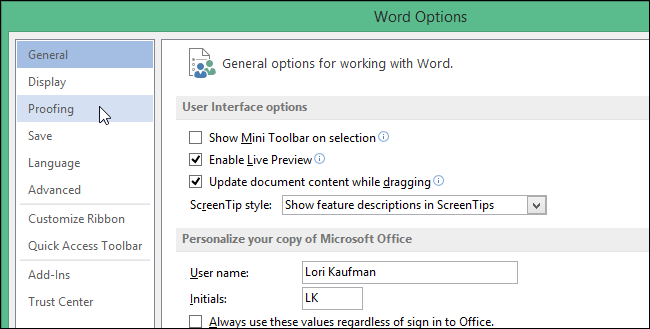 Word Options
General
Display
Proofing
Save
Language
Advanced
Customize Ribbon
Quick Access Toolbar
Add-Ins
Trust Center
General options for working with Word.
User Interface options
Show Mini Toolbar on selection
Enable Live Preview
Update document content while dragging
ScreenTip style: Show feature descriptions in ScreenTips
Personalize your copy of Microsoft Office
User name: Lori Kaufman
Initials: LK
Always use these values regardless of sign in to Office.